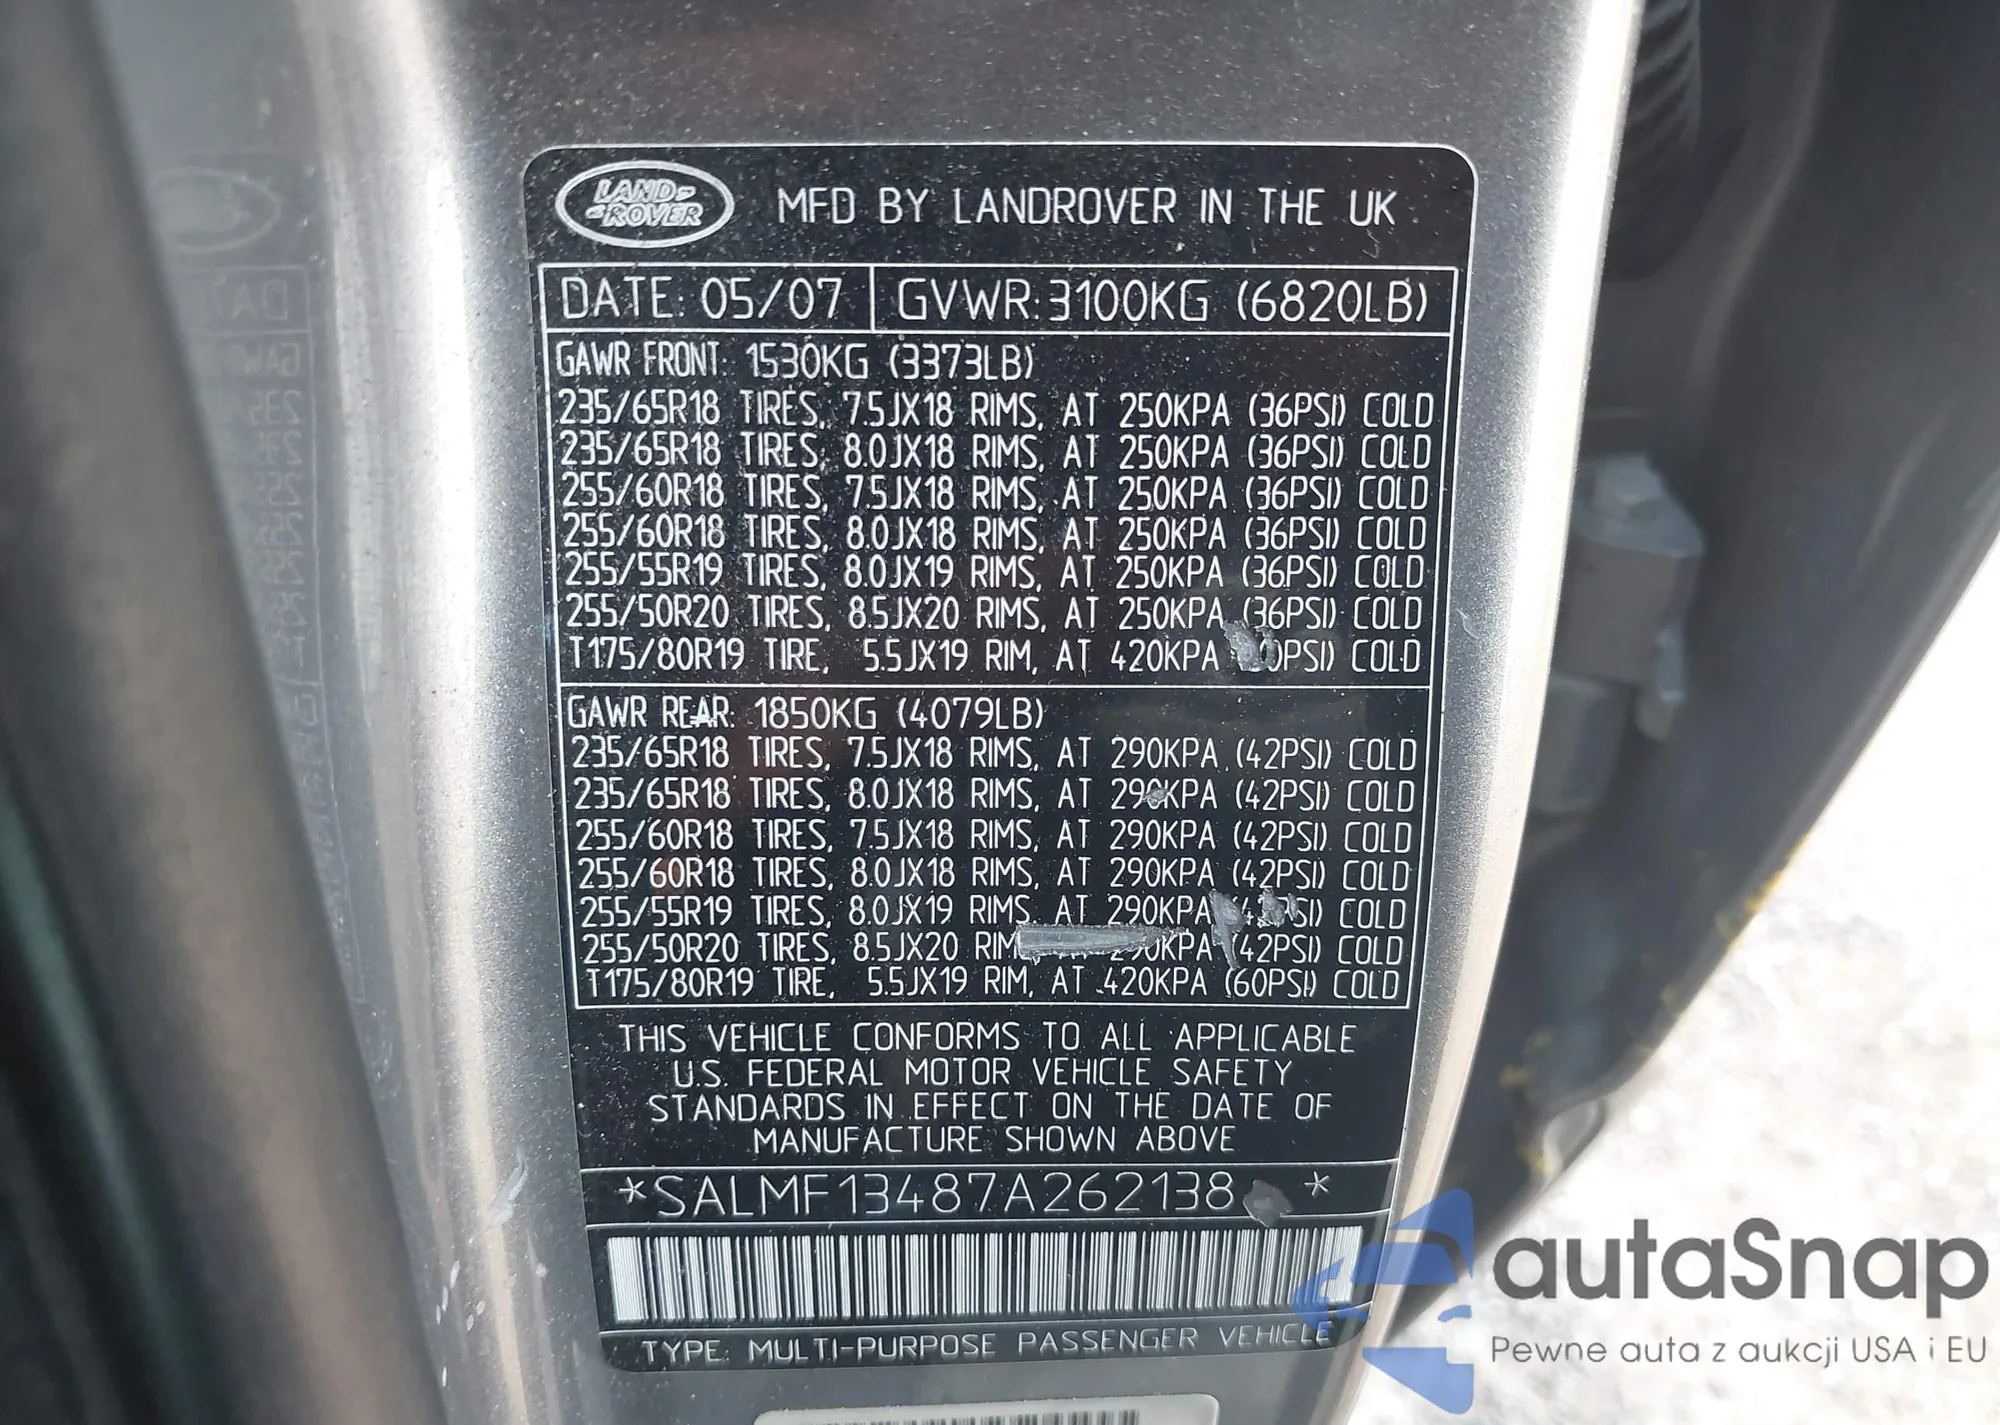 LAND-
-ROVER
MFD BY LANDROVER IN THE UK
DATE: 05/07 GVWR: 3100KG (6820LB)
GAWR FRONT: 1530KG (3373LB)
235/65R18 TIRES, 7.5JX18 RIMS, AT 250KPA (36PSI) COLD
235/65R18 TIRES, 8.0JX18 RIMS, AT 250KPA (36PSI) COLD
255/60R18 TIRES, 7.5JX18 RIMS, AT 250KPA (36PSI) COLD
255/60R18 TIRES, 8.0JX18 RIMS, AT 250KPA (36PSI) COLD
255/55R19 TIRES, 8.0JX19 RIMS, AT 250KPA (36PSI) COLD
255/50R20 TIRES, 8.5JX20 RIMS, AT 250KPA (36PSI) COLD
T175/80R19 TIRE, 5.5JX19 RIM, AT 420KPA COLD
GAWR REAR: 1850KG (4079LB)
235/65R18 TIRES, 7.5JX18 RIMS, AT 290KPA (42PSI) COLD
235/65R18 TIRES, 8.0JX18 RIMS, AT 290KPA (42PSI) COLD
255/60R18 TIRES, 7.5JX18 RIMS, AT 290KPA (42PSI) COLD
255/60R18 TIRES, 8.0JX18 RIMS, AT 290KPA (42PSI) COLD
255/55R19 TIRES, 8.0JX19 RIMS, AT 290KPA (42PSI) COLD
255/50R20 TIRES, 8.5JX20 (42PSI) COLD
T175/80R19 TIRE, 5.5JX19 RIM, AT 420KPA (60PSI) COLD
THIS VEHICLE CONFORMS TO ALL APPLICABLE
U.S. FEDERAL MOTOR VEHICLE SAFETY
STANDARDS IN EFFECT ON THE DATE OF
MANUFACTURE SHOWN ABOVE
*SALMF13487A262138 *
TYPE: MULTI-PURPOSE PASSENGER VEHICLE
autaSnap
Pewne auta z aukcji USA i EU